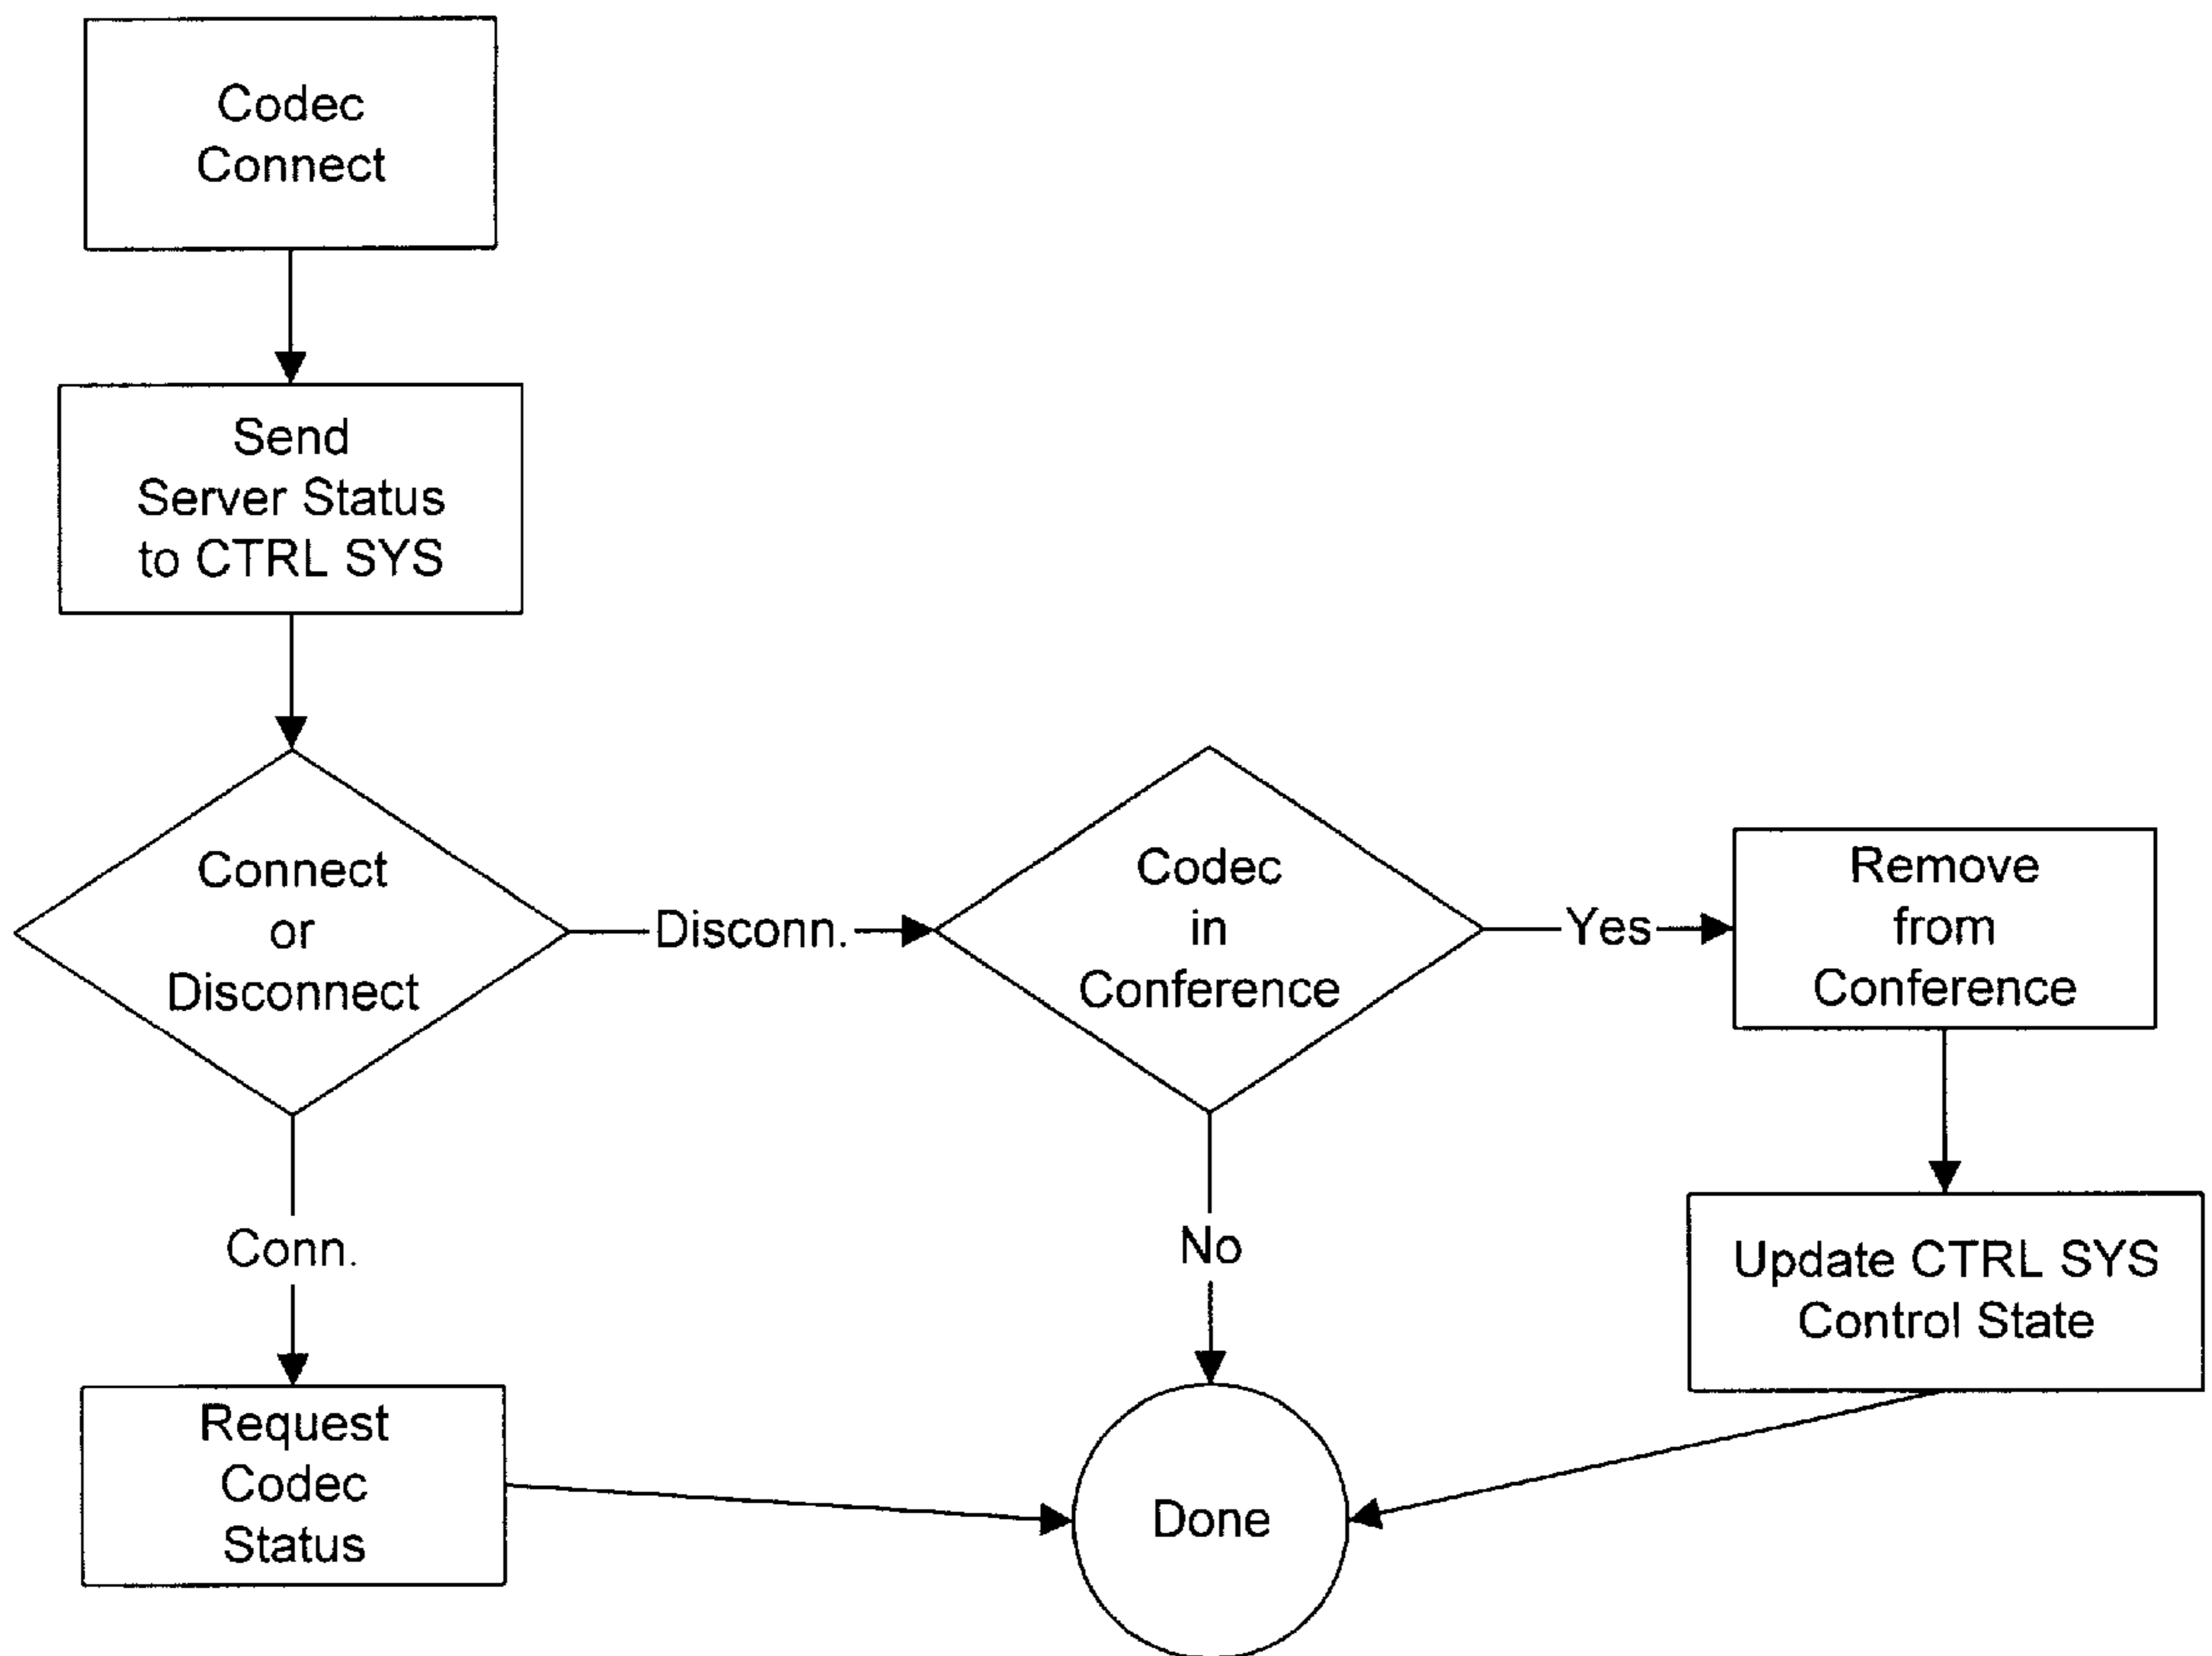 Codec
Connect
Send
Server Status
to CTRL SYS
Connect
or
Disconnect
Disconn.
Codec
in
Conference
Yes
Remove
from
Conference
Conn.
No
Update CTRL SYS
Control State
Request
Codec
Status
Done